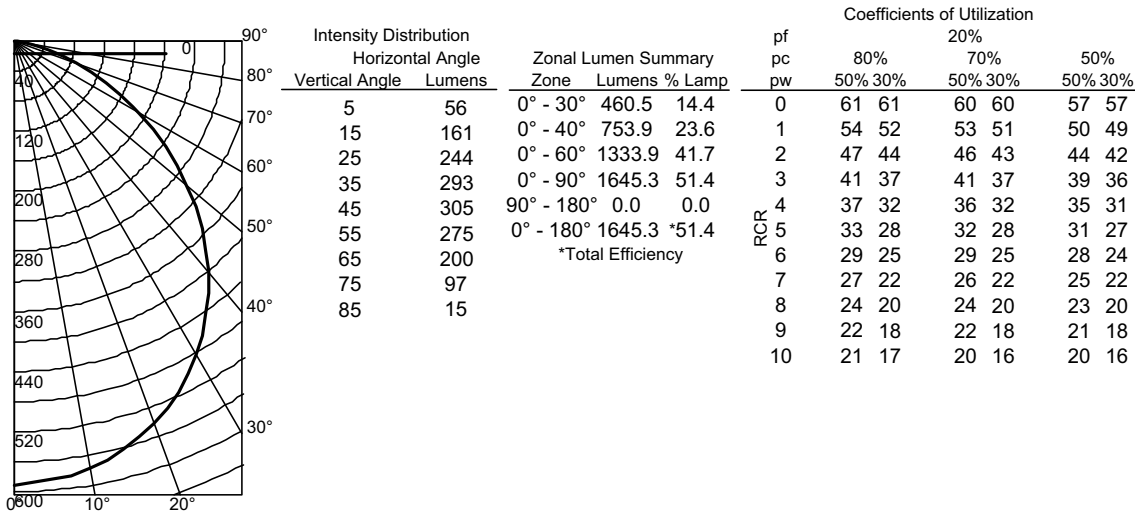 90°
80°
70°
60°
50°
40°
30°
0
40
120
200
280
360
440
520
600
0° 10° 20°
Intensity Distribution
Horizontal Angle
Vertical Angle Lumens
5 56
15 161
25 244
35 293
45 305
55 275
65 200
75 97
85 15
Zonal Lumen Summary
Zone Lumens % Lamp
0° - 30° 460.5 14.4
0° - 40° 753.9 23.6
0° - 60° 1333.9 41.7
0° - 90° 1645.3 51.4
90° - 180° 0.0 0.0
0° - 180° 1645.3 *51.4
*Total Efficiency
Coefficients of Utilization
pf 20%
pc 80% 70% 50%
pw 50% 30% 50% 30% 50% 30%
RCR
0 61 61 60 60 57 57
1 54 52 53 51 50 49
2 47 44 46 43 44 42
3 41 37 41 37 39 36
4 37 32 36 32 35 31
5 33 28 32 28 31 27
6 29 25 29 25 28 24
7 27 22 26 22 25 22
8 24 20 24 20 23 20
9 22 18 22 18 21 18
10 21 17 20 16 20 16